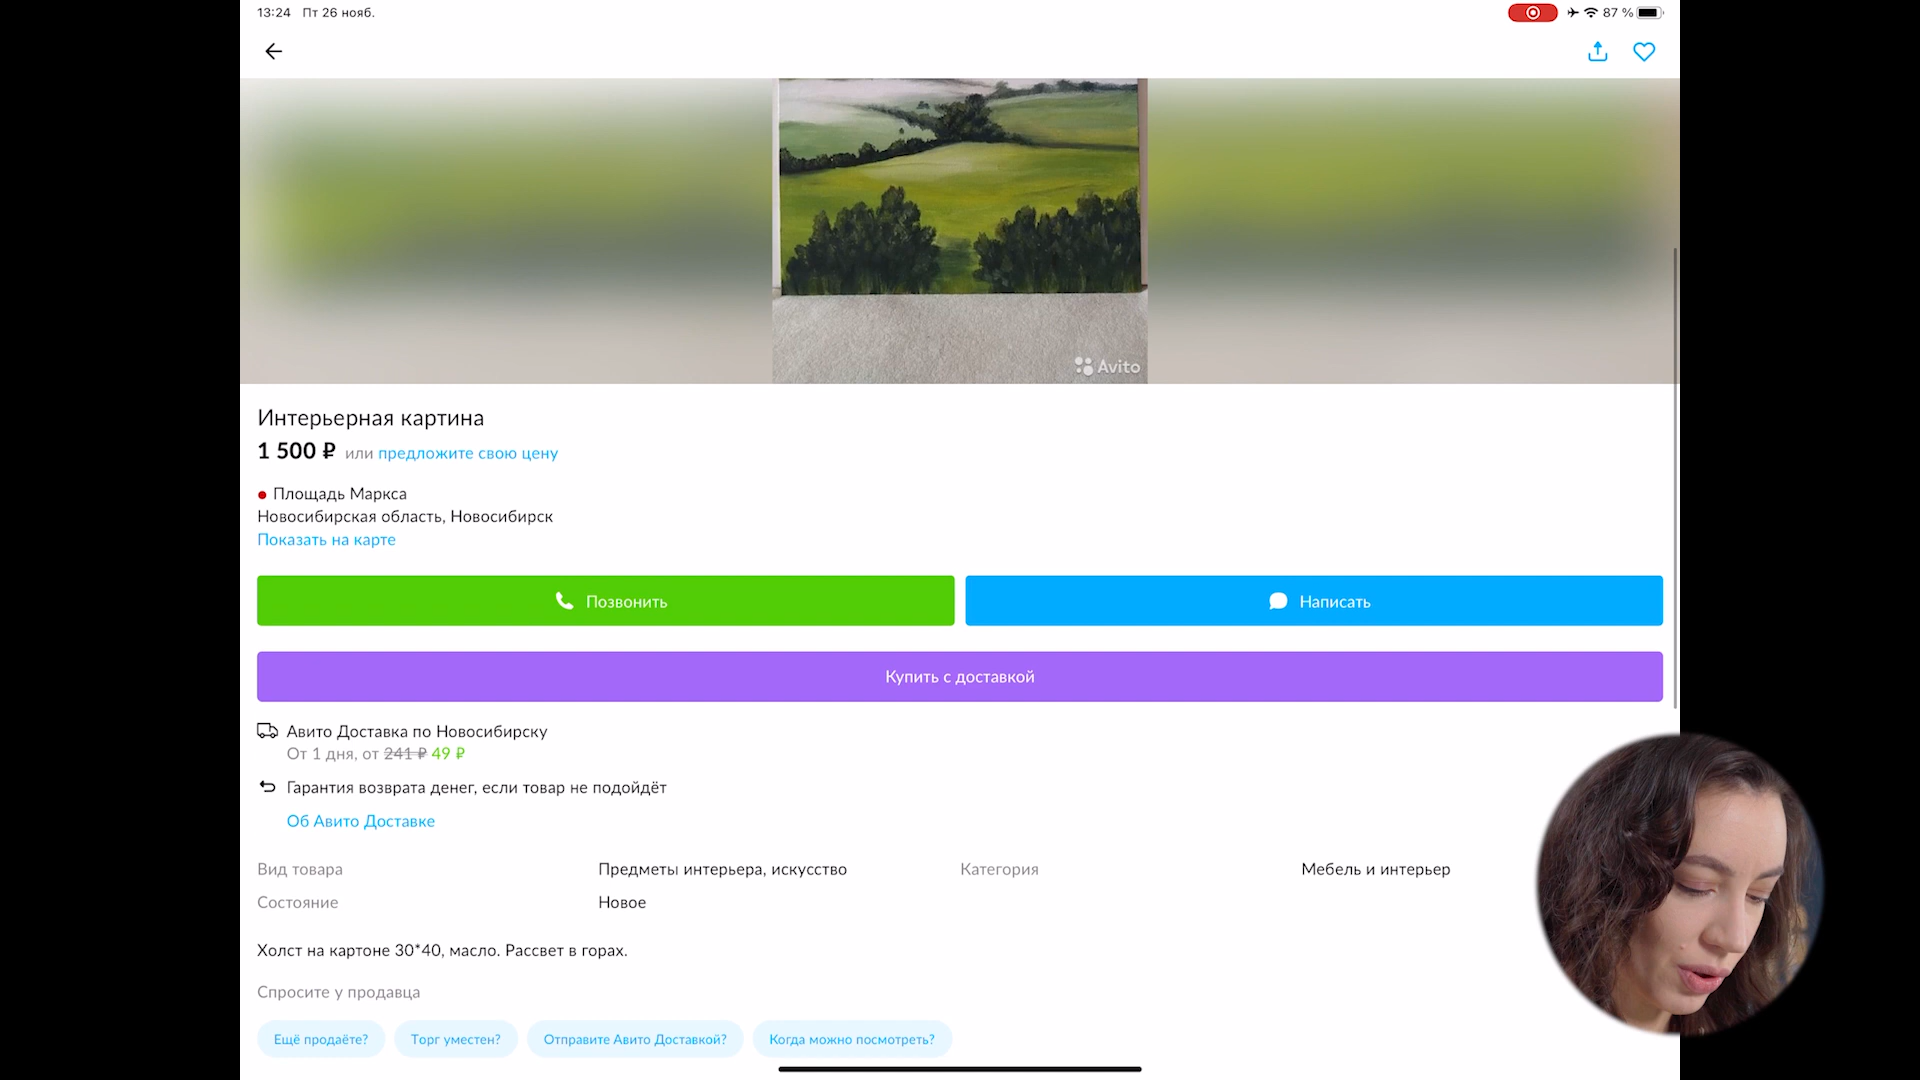 13:24 Пт 26 нояб.
87 %
Avito
Интерьерная картина
1 500 ₽ или предложите свою цену
Площадь Маркса
Новосибирская область, Новосибирск
Показать на карте
Позвонить
Написать
Купить с доставкой
Авито Доставка по Новосибирску
От 1 дня, от 241 ₽ 49 ₽
Гарантия возврата денег, если товар не подойдёт
Об Авито Доставке
Вид товара Предметы интерьера, искусство Категория Мебель и интерьер
Состояние Новое
Холст на картоне 30*40, масло. Рассвет в горах.
Спросите у продавца
Ещё продаёте? Торг уместен? Отправите Авито Доставкой? Когда можно посмотреть?